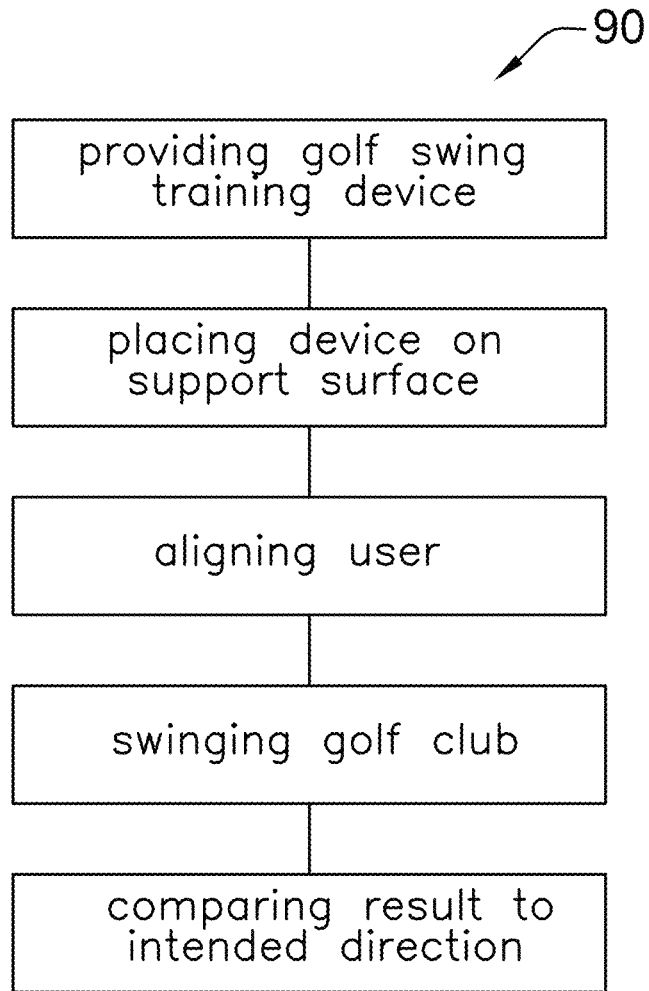 90
providing golf swing
training device
placing device on
support surface
aligning user
swinging golf club
comparing result to
intended direction